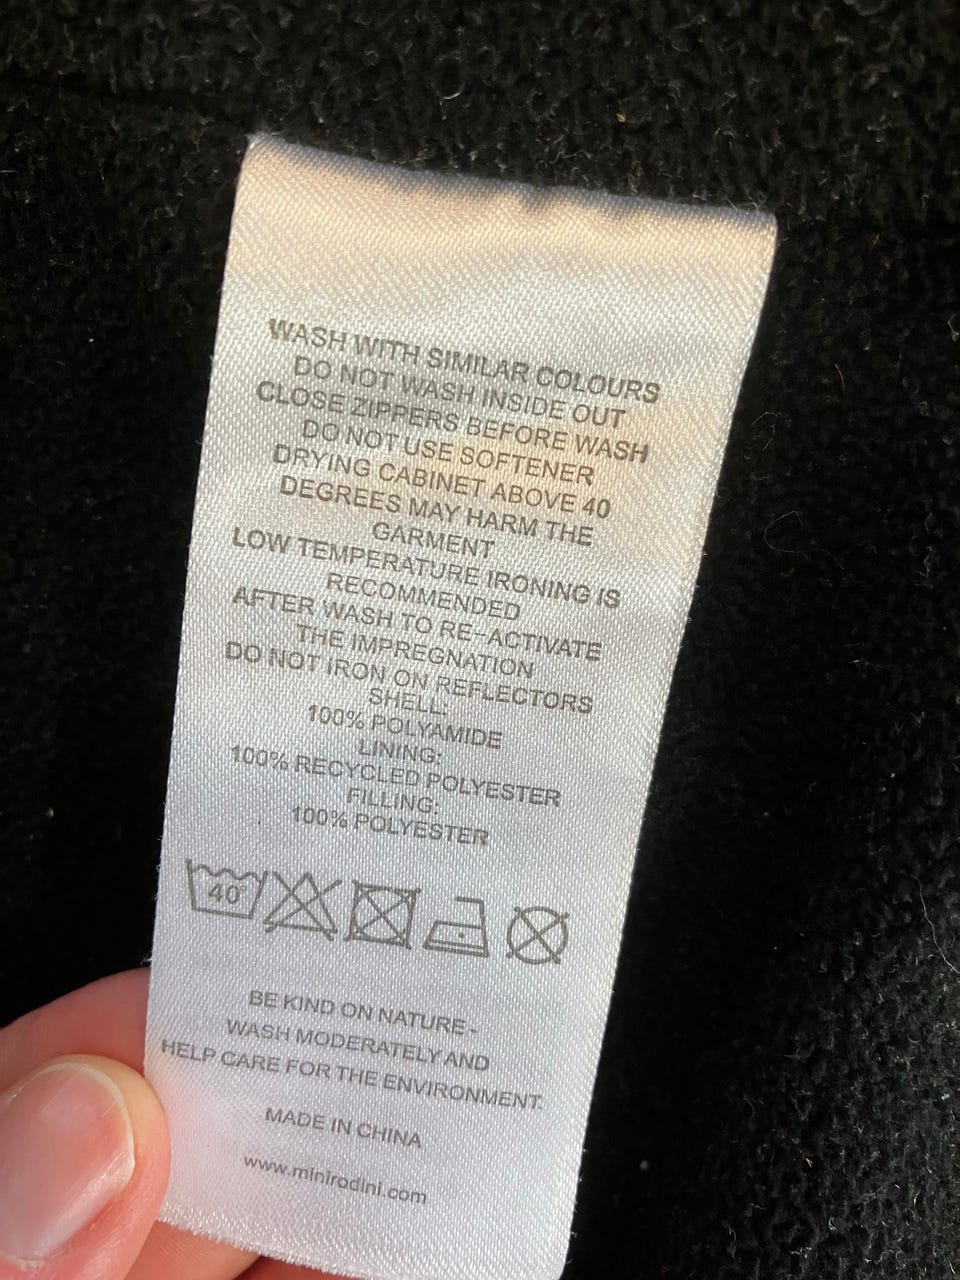 WASH WITH SIMILAR COLOURS
DO NOT WASH INSIDE OUT
CLOSE ZIPPERS BEFORE WASH
DO NOT USE SOFTENER
DRYING CABINET ABOVE 40
DEGREES MAY HARM THE
GARMENT
LOW TEMPERATURE IRONING IS
RECOMMENDED
AFTER WASH TO RE-ACTIVATE
THE IMPREGNATION
DO NOT IRON ON REFLECTORS
SHELL:
100% POLYAMIDE
LINING:
100% RECYCLED POLYESTER
FILLING:
100% POLYESTER
40°
BE KIND ON NATURE-
WASH MODERATELY AND
HELP CARE FOR THE ENVIRONMENT.
MADE IN CHINA
www.minirodini.com